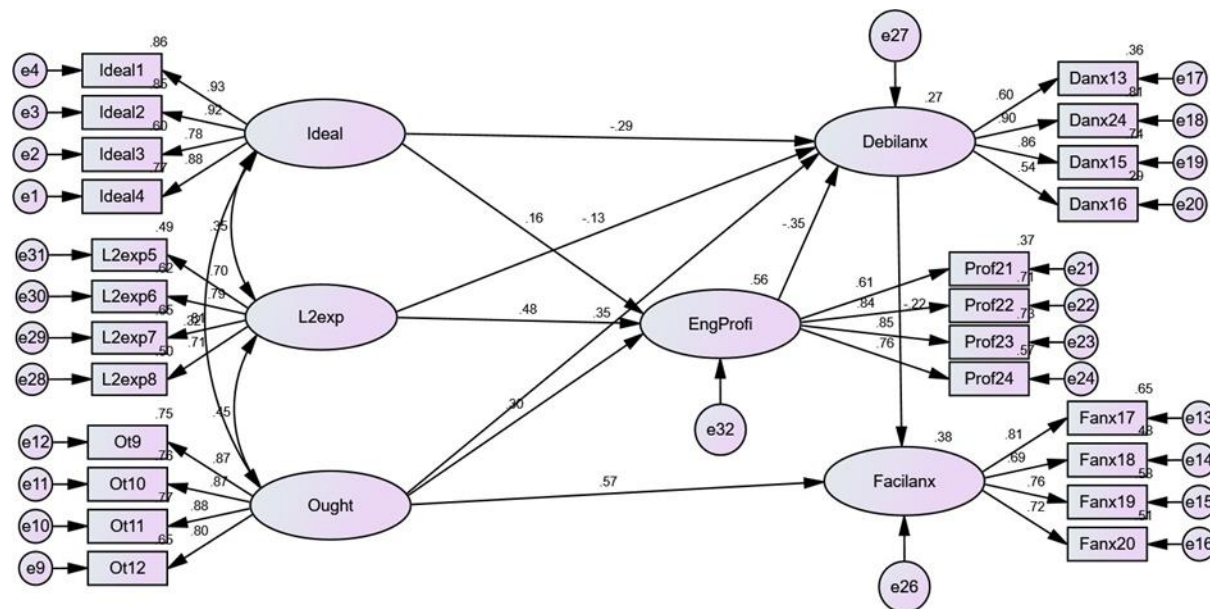 .86
e4
Ideal1
.93
.85
e3
Ideal2
.92
.60
e2
Ideal3
.78
.77
e1
Ideal4
.88
Ideal
.49
e31
L2exp5
.70
.62
e30
L2exp6
.79
.65
e29
L2exp7
.81
.50
e28
L2exp8
.71
L2exp
.35
.32
.45
.75
e12
Ot9
.87
.76
e11
Ot10
.87
.77
e10
Ot11
.88
.65
e9
Ot12
.80
Ought
-.29
.16
-.13
.48
.35
.30
.57
-.35
-.22
e27
.27
Debilanx
.36
.60
Danx13
e17
.81
.90
Danx24
e18
.74
.86
Danx15
e19
.29
.54
Danx16
e20
.56
EngProfi
e32
.37
.61
Prof21
e21
.71
.84
Prof22
e22
.73
.85
Prof23
e23
.57
.76
Prof24
e24
.38
Facilanx
e26
.65
.81
Fanx17
e13
.48
.69
Fanx18
e14
.58
.76
Fanx19
e15
.51
.72
Fanx20
e16